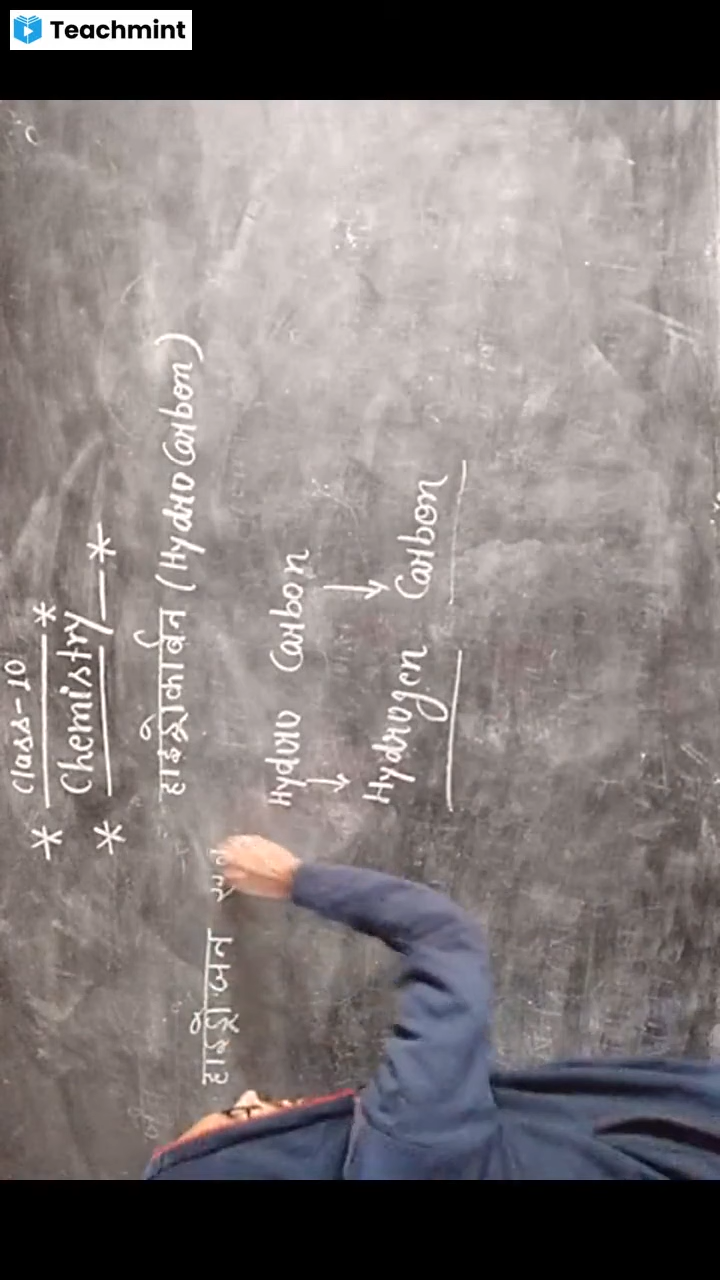 Teachmint
* Class-10 *
* Chemistry *
हाइड्रोकार्बन (Hydro Carbon)
Hydro Carbon
↓ ↓
Hydrogen Carbon
हाइड्रोजन